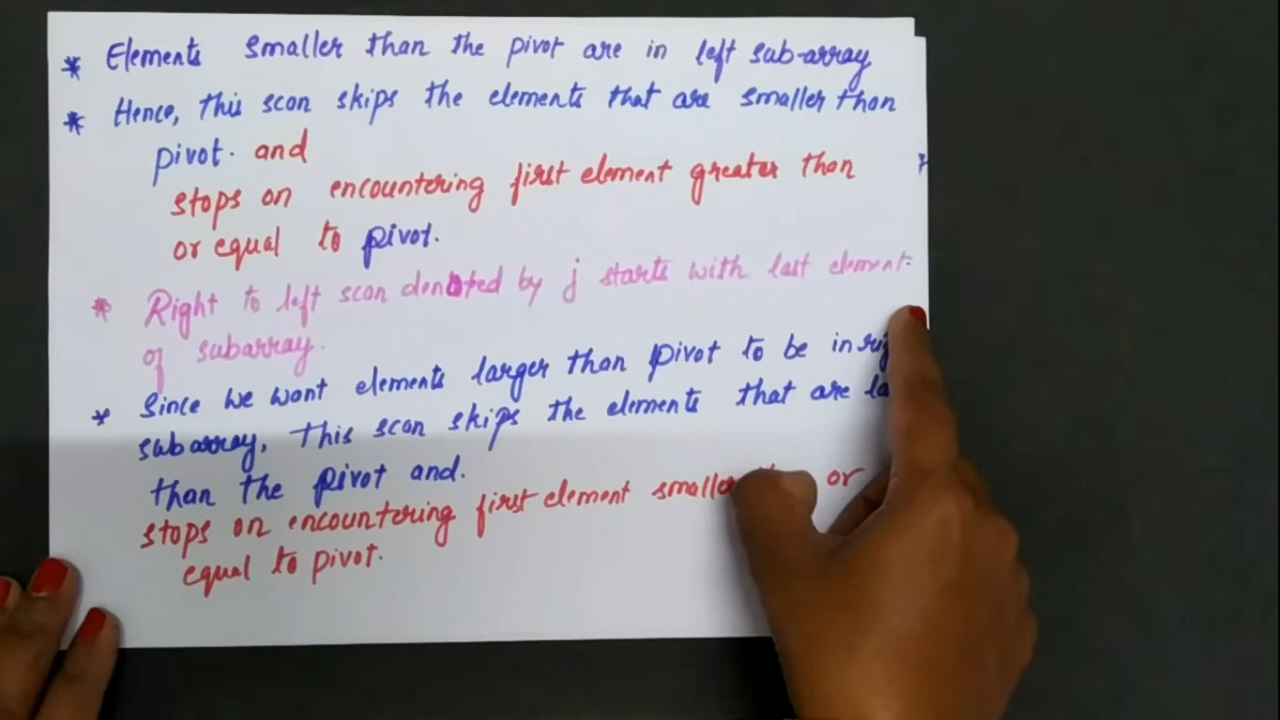 * Elements smaller than the pivot are in left sub-array
* Hence, this scan skips the elements that are smaller than
pivot. and
stops on encountering first element greater than
or equal to pivot.
* Right to left scan denoted by j starts with last element.
of subarray.
* Since we want elements larger than pivot to be in
subarray, this scan skips the elements that are
than the pivot and.
stops on encountering first element smaller or
equal to pivot.